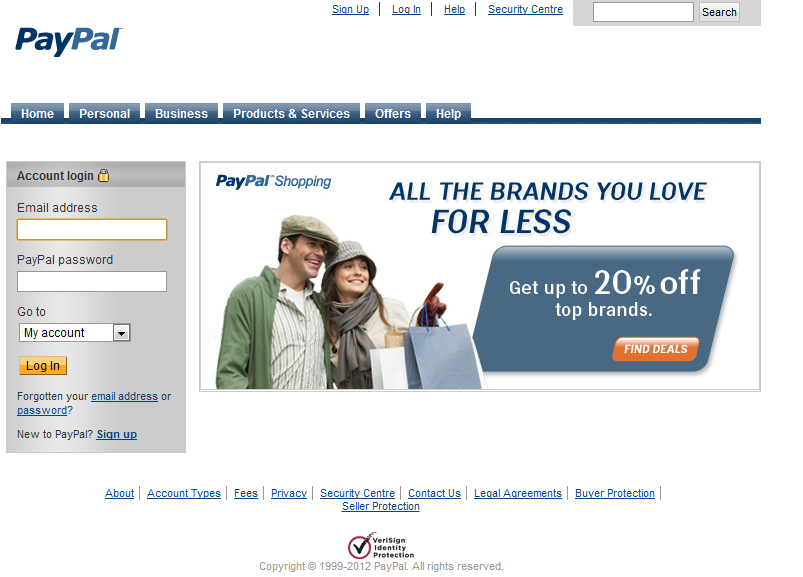 Sign Up Log In Help Security Centre Search
PayPal™
Home Personal Business Products & Services Offers Help
Account login
Email address
PayPal password
Go to
My account
Log In
Forgotten your email address or
password?
New to PayPal? Sign up
PayPal™ Shopping
ALL THE BRANDS YOU LOVE
FOR LESS
Get up to 20% off
top brands.
FIND DEALS
About Account Types Fees Privacy Security Centre Contact Us Legal Agreements Buyer Protection
Seller Protection
VeriSign
Identity
Protection
Copyright © 1999-2012 PayPal. All rights reserved.